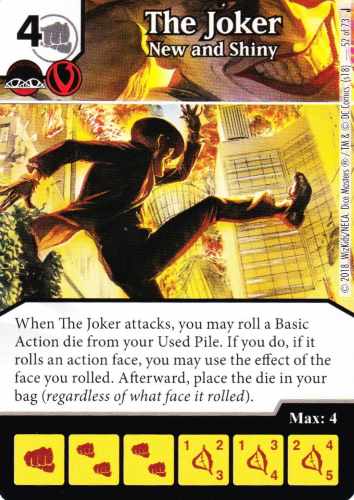 4
The Joker
New and Shiny
When The Joker attacks, you may roll a Basic
Action die from your Used Pile. If you do, if it
rolls an action face, you may use the effect of the
face you rolled. Afterward, place the die in your
bag (regardless of what face it rolled).
Max: 4
1 2 3
1 2 3
2 4 5
© 2018 WizKids/NECA. Dice Masters ® / TM & © DC Comics. (s18) — 52 of 73